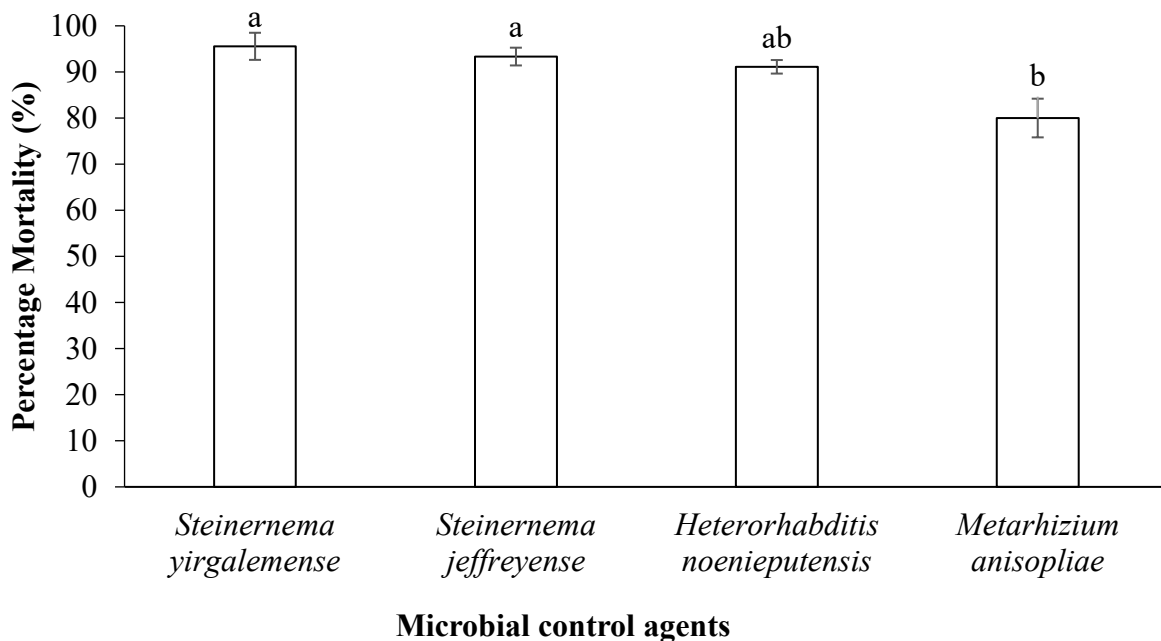 Percentage Mortality (%)
100
90
80
70
60
50
40
30
20
10
0
a
a
ab
b
Steinernema
yirgalemense
Steinernema
jeffreyense
Heterorhabditis
noenieputensis
Metarhizium
anisopliae
Microbial control agents